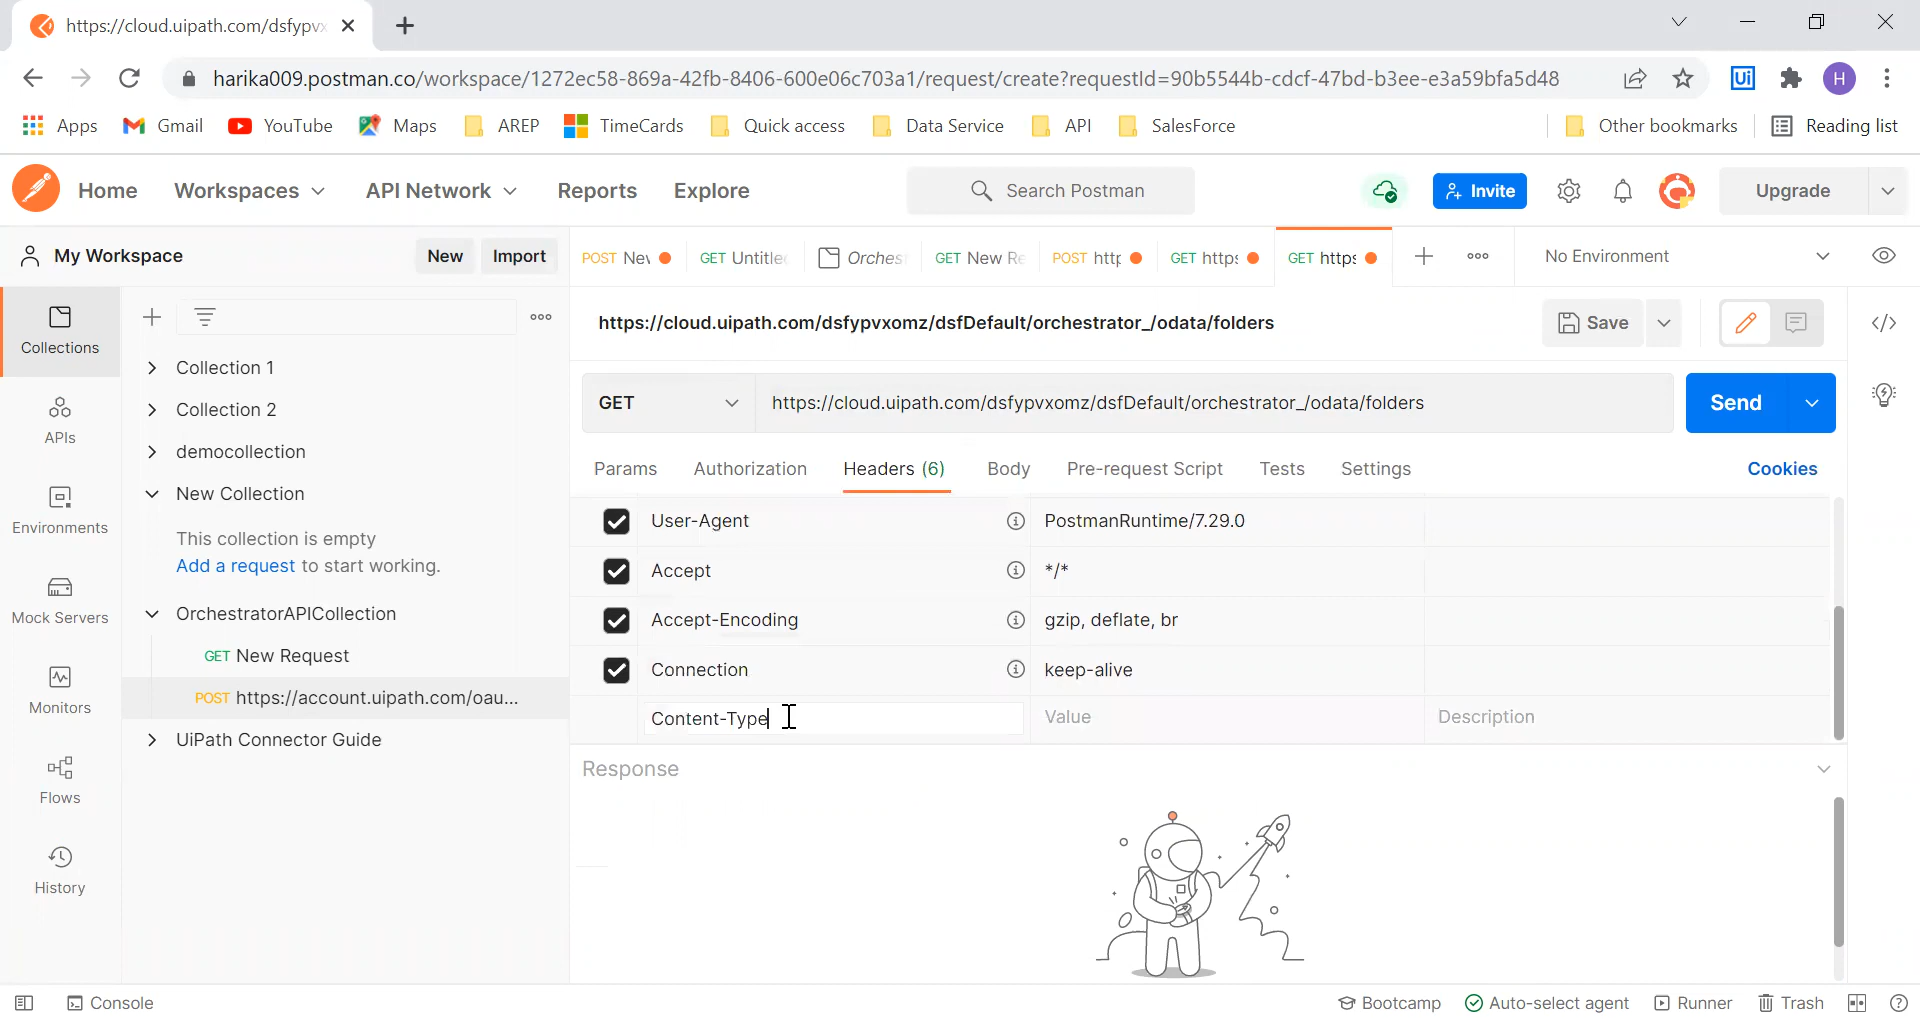 https://cloud.uipath.com/dsfypvx
harika009.postman.co/workspace/1272ec58-869a-42fb-8406-600e06c703a1/request/create?requestId=90b5544b-cdcf-47bd-b3ee-e3a59bfa5d48
Ui
H
Apps
Gmail
YouTube
Maps
AREP
TimeCards
Quick access
Data Service
API
SalesForce
Other bookmarks
Reading list
Home
Workspaces
API Network
Reports
Explore
Search Postman
Invite
Upgrade
My Workspace
New
Import
POST Nev
GET Untitle
Orches
GET New Re
POST http
GET https
GET https
No Environment
Collections
APIs
Environments
Mock Servers
Monitors
Flows
History
Collection 1
Collection 2
democollection
New Collection
This collection is empty
Add a request to start working.
OrchestratorAPICollection
GET New Request
POST https://account.uipath.com/oau...
UiPath Connector Guide
https://cloud.uipath.com/dsfypvxomz/dsfDefault/orchestrator_/odata/folders
Save
GET
https://cloud.uipath.com/dsfypvxomz/dsfDefault/orchestrator_/odata/folders
Send
Params
Authorization
Headers (6)
Body
Pre-request Script
Tests
Settings
Cookies
User-Agent
PostmanRuntime/7.29.0
Accept
*/*
Accept-Encoding
gzip, deflate, br
Connection
keep-alive
Content-Type
Value
Description
Response
Console
Bootcamp
Auto-select agent
Runner
Trash